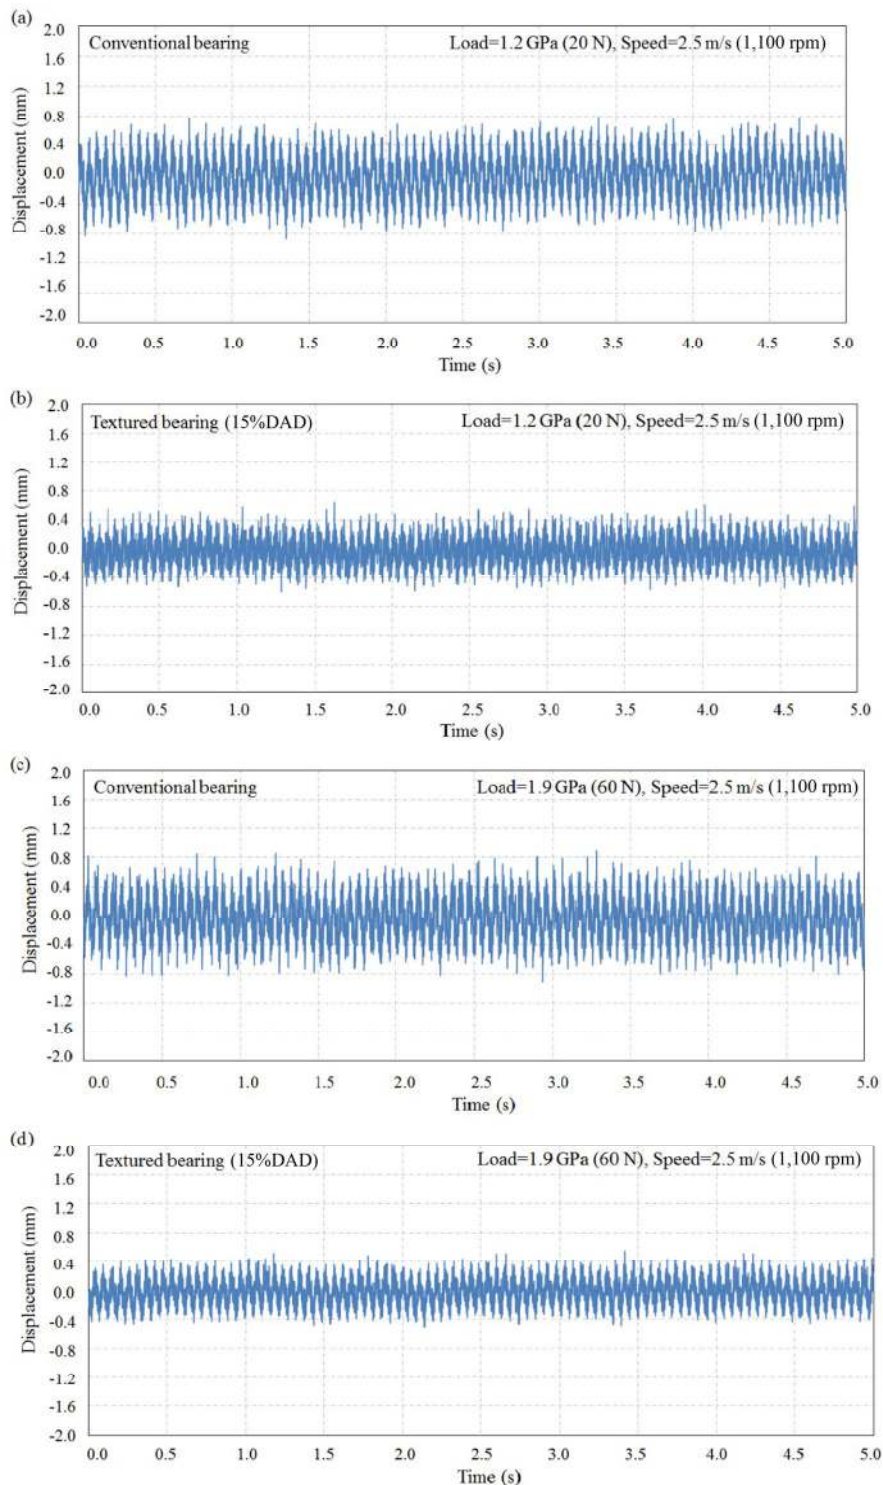 (a)
2.0
Conventional bearing Load=1.2 GPa (20 N), Speed=2.5 m/s (1,100 rpm)
1.6
1.2
0.8
0.4
0.0
-0.4
-0.8
-1.2
-1.6
-2.0
Displacement (mm)
0.0 0.5 1.0 1.5 2.0 2.5 3.0 3.5 4.0 4.5 5.0
Time (s)
(b)
2.0
Textured bearing (15%DAD) Load=1.2 GPa (20 N), Speed=2.5 m/s (1,100 rpm)
1.6
1.2
0.8
0.4
0.0
-0.4
-0.8
-1.2
-1.6
-2.0
Displacement (mm)
0.0 0.5 1.0 1.5 2.0 2.5 3.0 3.5 4.0 4.5 5.0
Time (s)
(c)
2.0
Conventional bearing Load=1.9 GPa (60 N), Speed=2.5 m/s (1,100 rpm)
1.6
1.2
0.8
0.4
0.0
-0.4
-0.8
-1.2
-1.6
-2.0
Displacement (mm)
0.0 0.5 1.0 1.5 2.0 2.5 3.0 3.5 4.0 4.5 5.0
Time (s)
(d)
2.0
Textured bearing (15%DAD) Load=1.9 GPa (60 N), Speed=2.5 m/s (1,100 rpm)
1.6
1.2
0.8
0.4
0.0
-0.4
-0.8
-1.2
-1.6
-2.0
Displacement (mm)
0.0 0.5 1.0 1.5 2.0 2.5 3.0 3.5 4.0 4.5 5.0
Time (s)